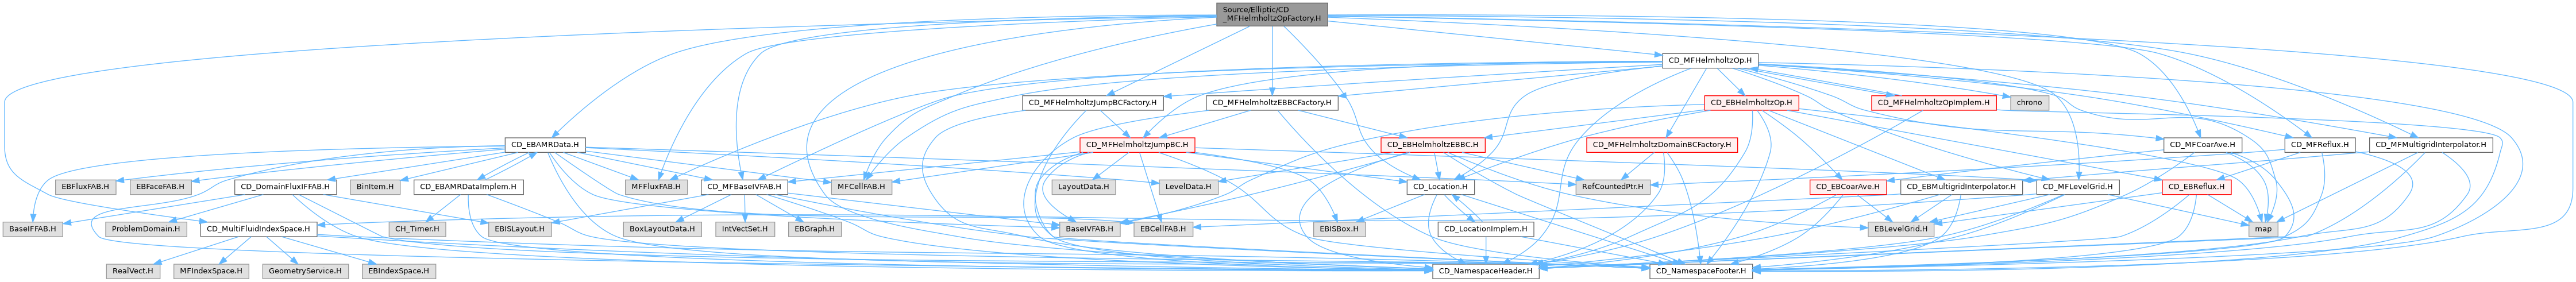 Source/Elliptic/CD
_MFHelmholtzOpFactory.H
CD_MFHelmholtzOp.H
CD_MFHelmholtzJumpBCFactory.H
CD_MFHelmholtzEBBCFactory.H
CD_EBHelmholtzOp.H
CD_MFHelmholtzOpImplem.H
chrono
CD_EBAMRData.H
CD_MFHelmholtzJumpBC.H
CD_EBHelmholtzEBBC.H
CD_MFHelmholtzDomainBCFactory.H
CD_MFCoarAve.H
CD_MFReflux.H
CD_MFMultigridInterpolator.H
EBFluxFAB.H
EBFaceFAB.H
CD_DomainFluxIFFAB.H
BinItem.H
CD_EBAMRDataImplem.H
MFFluxFAB.H
CD_MFBaseIVFAB.H
MFCellFAB.H
LayoutData.H
LevelData.H
RefCountedPtr.H
CD_Location.H
CD_EBCoarAve.H
CD_EBMultigridInterpolator.H
CD_MFLevelGrid.H
CD_EBReflux.H
BaseIFFAB.H
ProblemDomain.H
CD_MultiFluidIndexSpace.H
CH_Timer.H
EBISLayout.H
BoxLayoutData.H
IntVectSet.H
EBGraph.H
BaseIVFAB.H
EBCellFAB.H
EBISBox.H
CD_LocationImplem.H
EBLevelGrid.H
map
RealVect.H
MFIndexSpace.H
GeometryService.H
EBIndexSpace.H
CD_NamespaceHeader.H
CD_NamespaceFooter.H